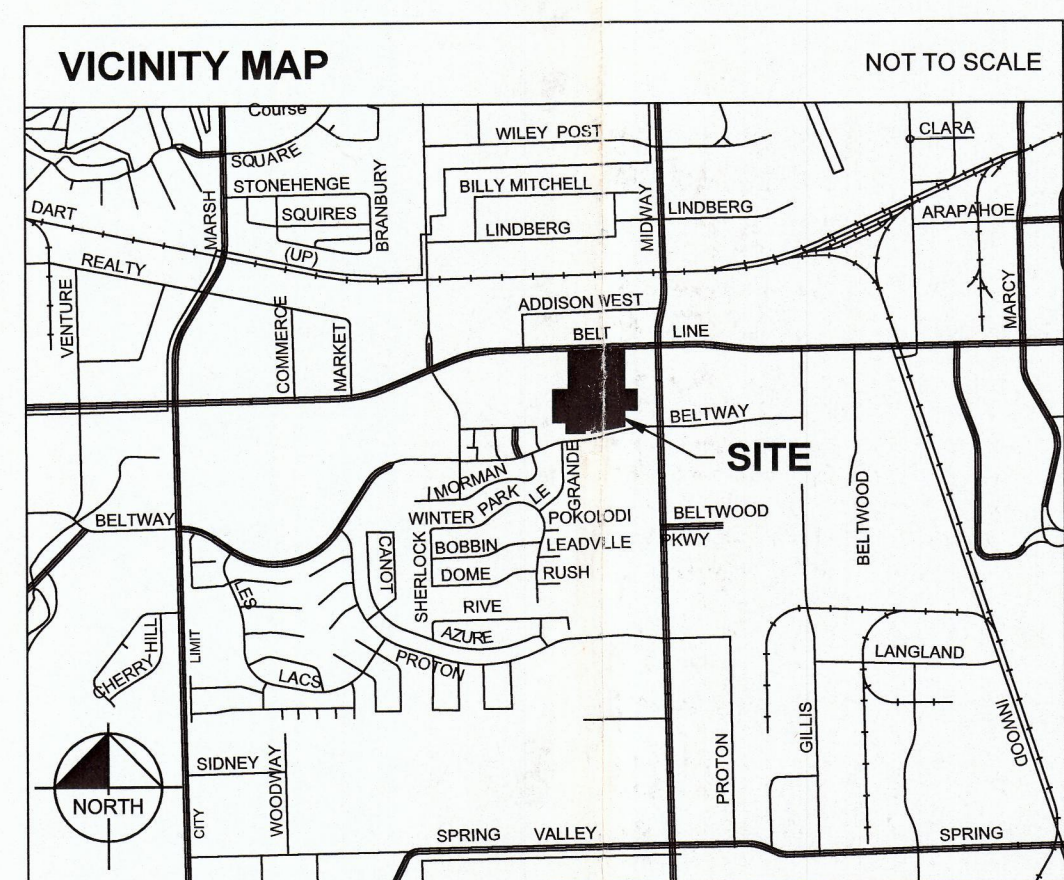 VICINITY MAP
NOT TO SCALE
Course
WILEY POST
CLARA
SQUARE
STONEHENGE
BILLY MITCHELL
BRANBURY
MARSH
SQUIRES
MIDWAY
LINDBERG
DART
ARAPAHOE
LINDBERG
(UP)
REALTY
VENTURE
ADDISON WEST
MARCY
COMMERCE
MARKET
BELT LINE
BELTWAY
SITE
GRANDE
MORMAN
PARK
LE
WINTER
POKOLODI
BELTWOOD
PKWY
BELTWOOD
BELTWAY
SHERLOCK
BOBBIN
LEADVILLE
CANOT
DOME
RUSH
LES
RIVE
AZURE
LIMIT
CHERRY HILL
PROTON
LACS
LANGLAND
INWOOD
GILLIS
PROTON
SIDNEY
WOODWAY
NORTH
CITY
SPRING VALLEY
SPRING